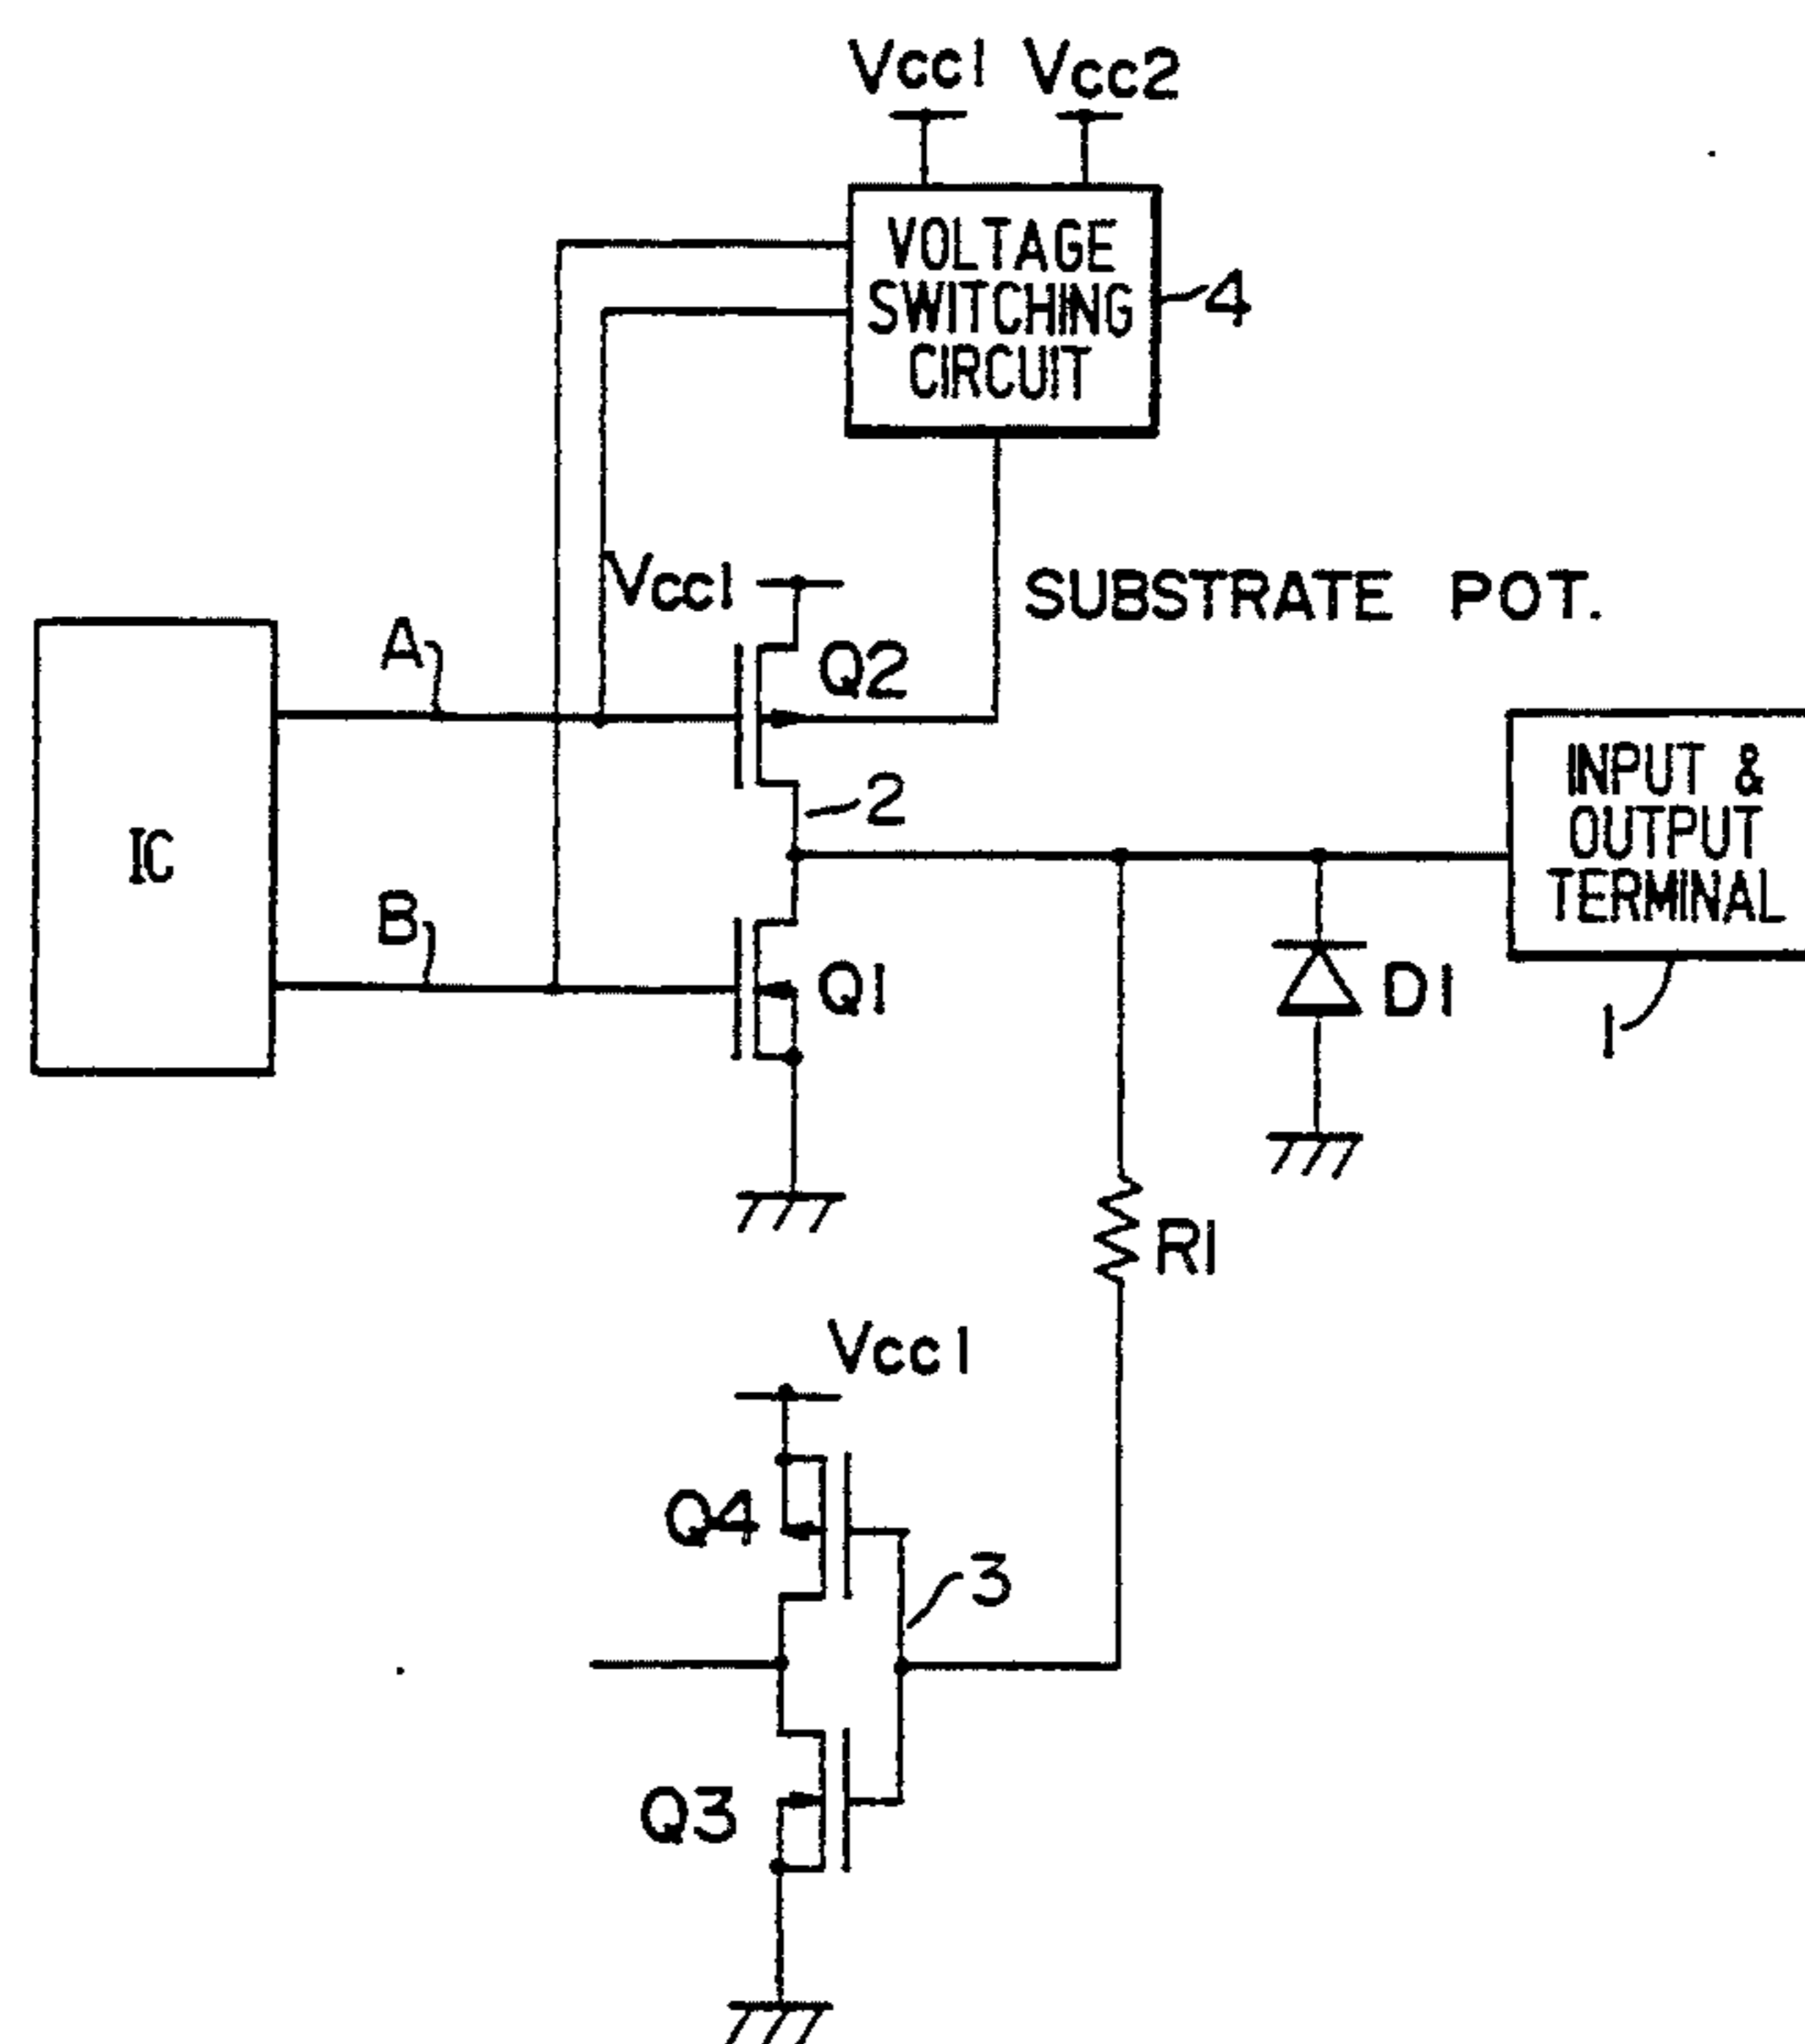 Vcc1 Vcc2
VOLTAGE
SWITCHING
CIRCUIT
4
Vcc1
SUBSTRATE POT.
A
Q2
2
INPUT &
OUTPUT
TERMINAL
IC
B
Q1
D1
1
R1
Vcc1
Q4
3
Q3